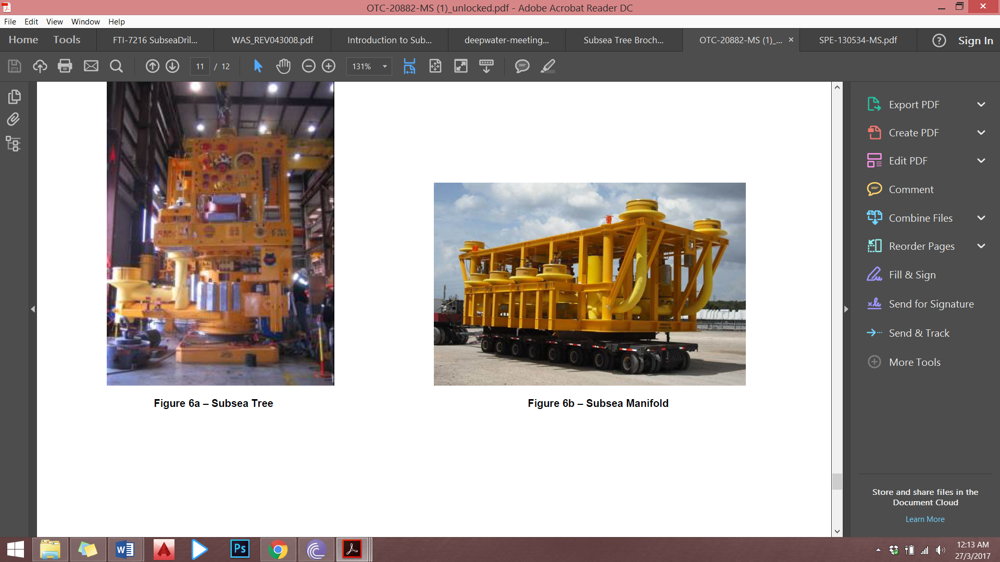 OTC-20882-MS (1)_unlocked.pdf - Adobe Acrobat Reader DC
File Edit View Window Help
Home Tools FTI-7216 SubseaDril... WAS_REV043008.pdf Introduction to Sub... deepwater-meeting... Subsea Tree Broch... OTC-20882-MS (1)_... × SPE-130534-MS.pdf ? Sign In
11 / 12 131%
Export PDF
Create PDF
Edit PDF
Comment
Combine Files
Reorder Pages
Fill & Sign
Send for Signature
Send & Track
More Tools
Figure 6a – Subsea Tree Figure 6b – Subsea Manifold
Store and share files in the
Document Cloud
Learn More
W Ps
12:13 AM
27/3/2017